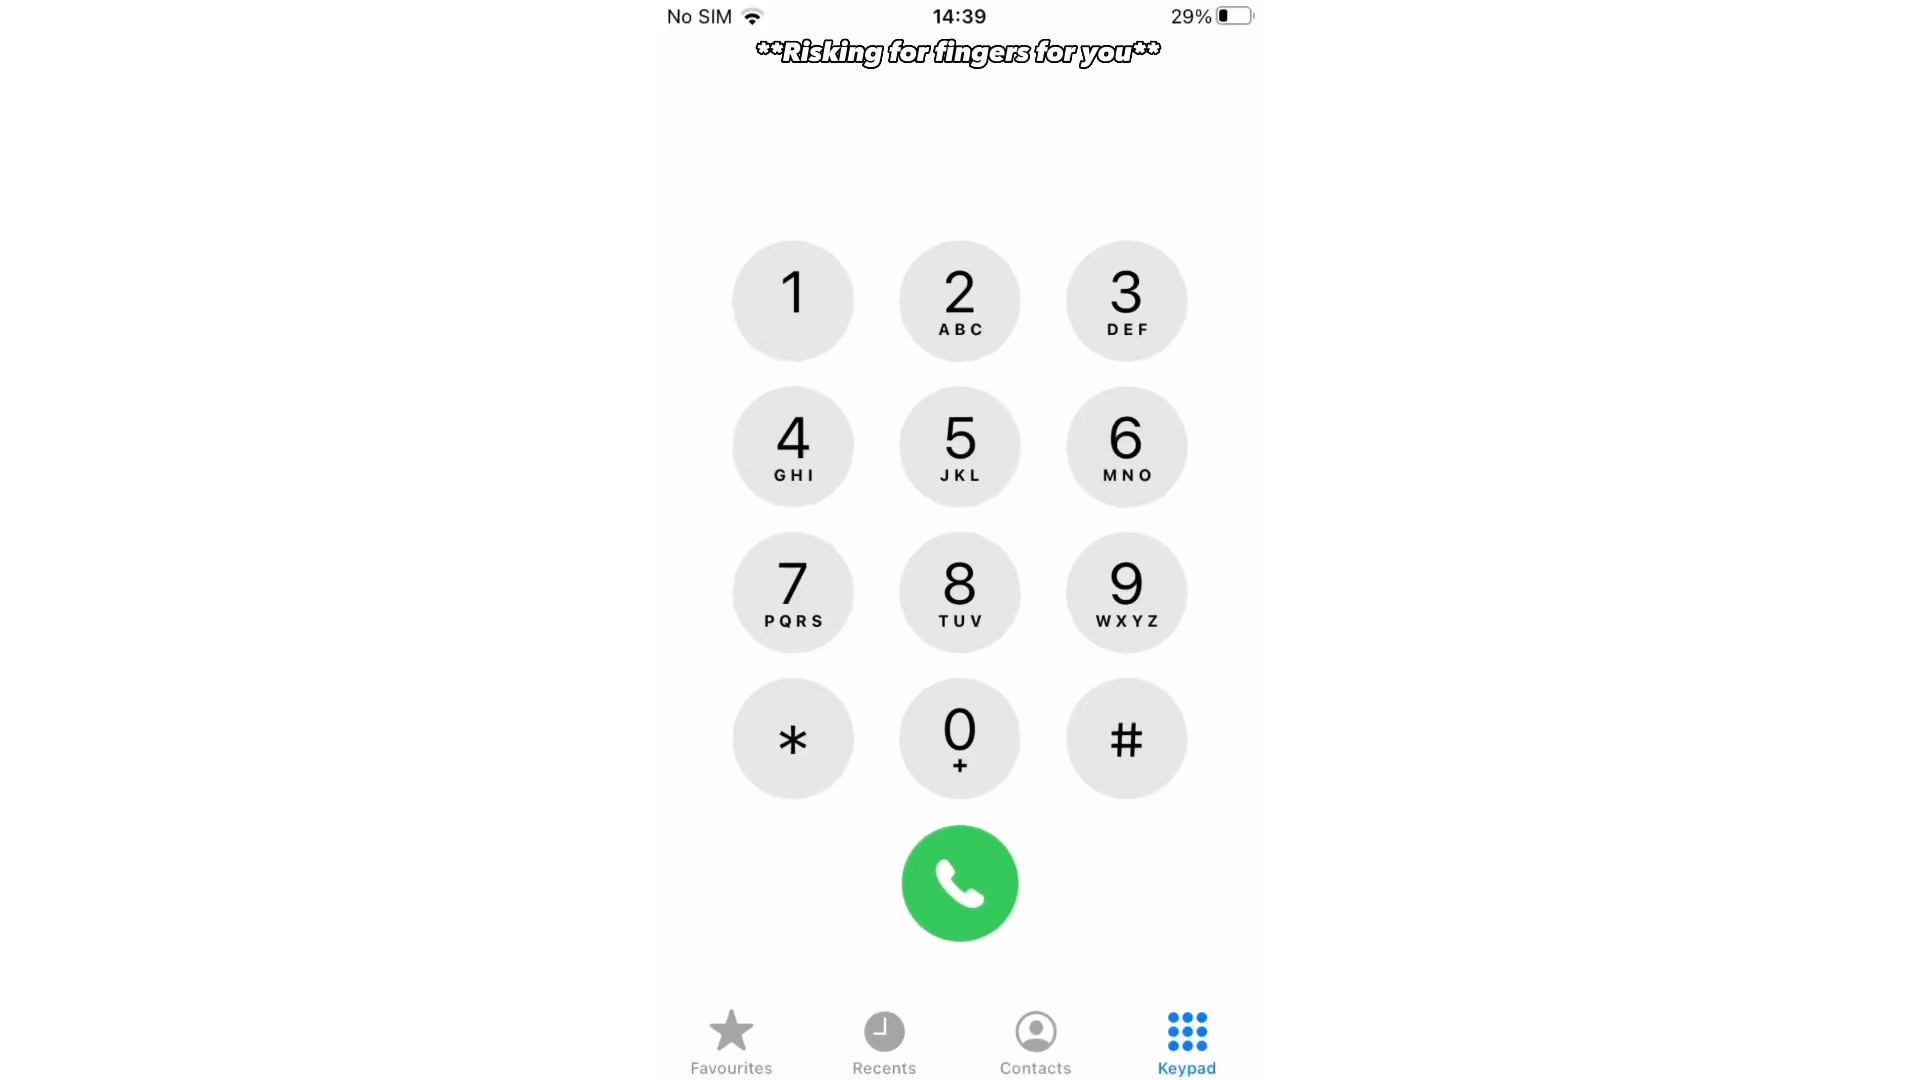 No SIM 14:39 29%
**Risking for fingers for you**
1 2 3
ABC DEF
4 5 6
GHI JKL MNO
7 8 9
PQRS TUV WXYZ
* 0 #
+
Favourites Recents Contacts Keypad